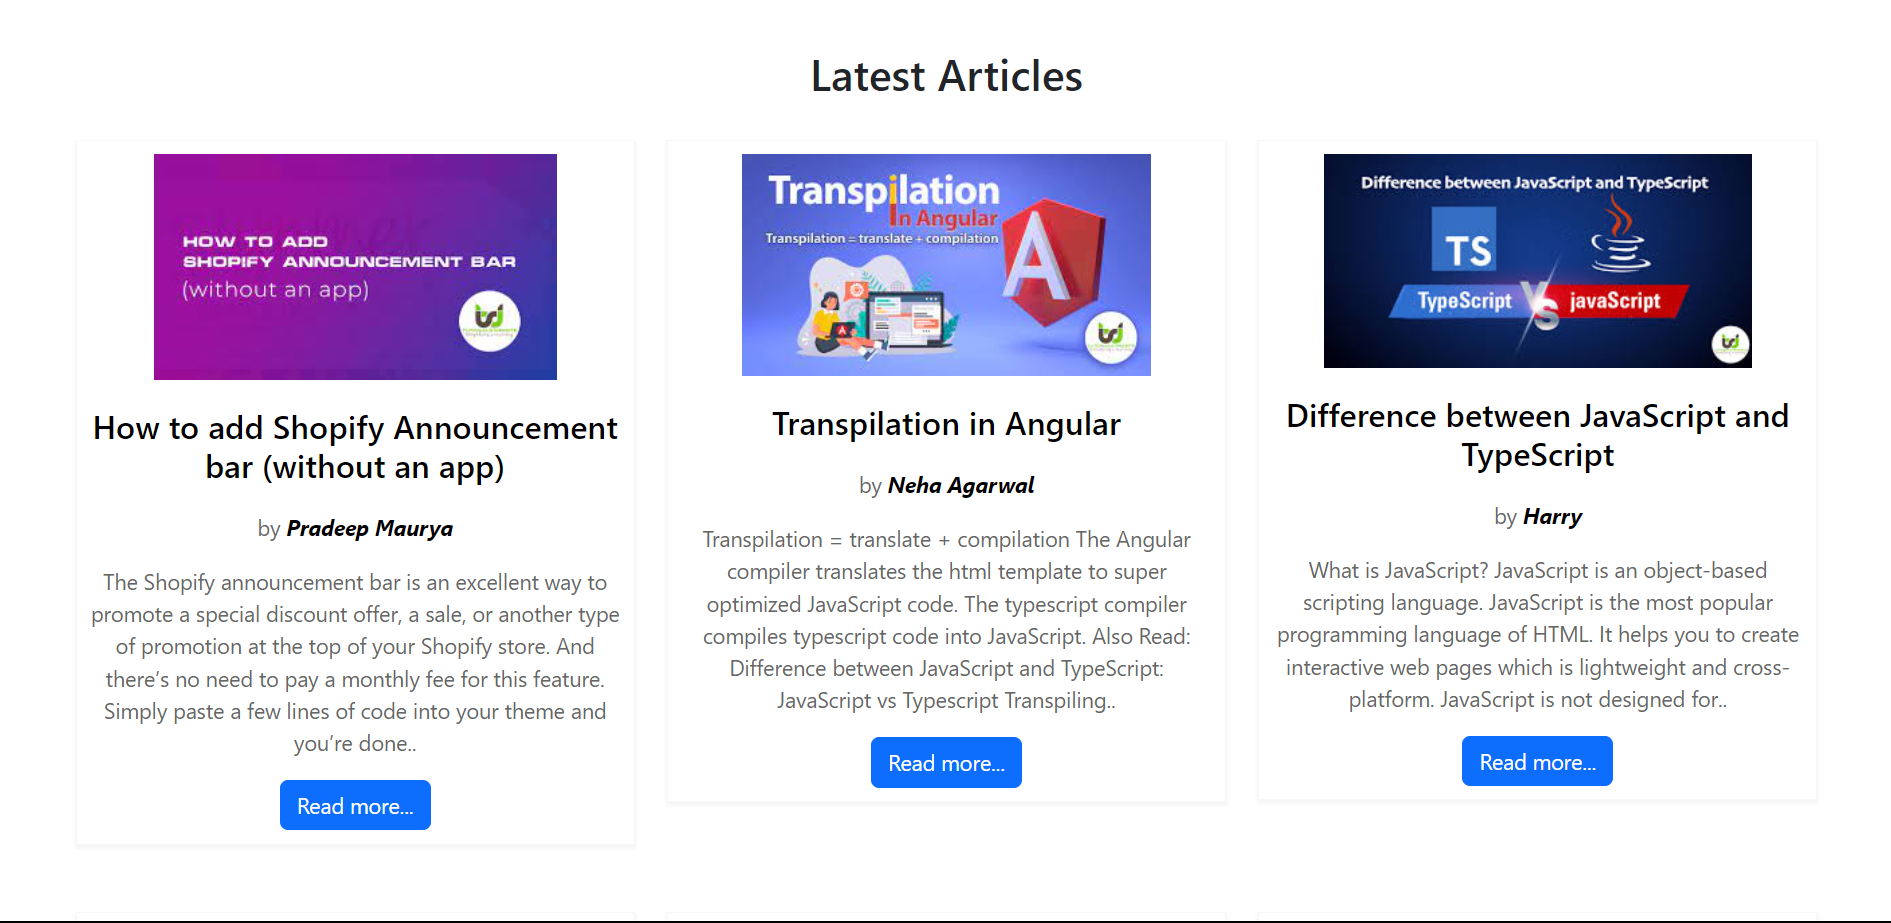 Latest Articles
HOW TO ADD
SHOPIFY ANNOUNCEMENT BAR
(without an app)
How to add Shopify Announcement
bar (without an app)
by Pradeep Maurya
The Shopify announcement bar is an excellent way to
promote a special discount offer, a sale, or another type
of promotion at the top of your Shopify store. And
there’s no need to pay a monthly fee for this feature.
Simply paste a few lines of code into your theme and
you’re done..
Read more...
Transpilation
In Angular
Transpilation = translate + compilation
A
Transpilation in Angular
by Neha Agarwal
Transpilation = translate + compilation The Angular
compiler translates the html template to super
optimized JavaScript code. The typescript compiler
compiles typescript code into JavaScript. Also Read:
Difference between JavaScript and TypeScript:
JavaScript vs Typescript Transpiling..
Read more...
Difference between JavaScript and TypeScript
TS
TypeScript VS javaScript
Difference between JavaScript and
TypeScript
by Harry
What is JavaScript? JavaScript is an object-based
scripting language. JavaScript is the most popular
programming language of HTML. It helps you to create
interactive web pages which is lightweight and cross-
platform. JavaScript is not designed for..
Read more...